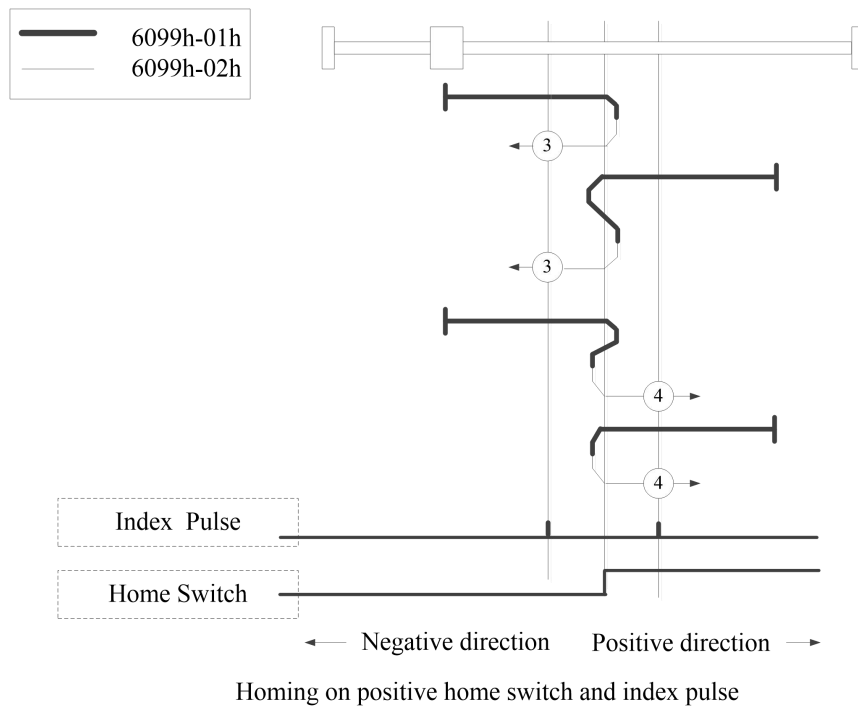 6099h-01h
6099h-02h
3
3
4
4
Index Pulse
Home Switch
Negative direction Positive direction
Homing on positive home switch and index pulse